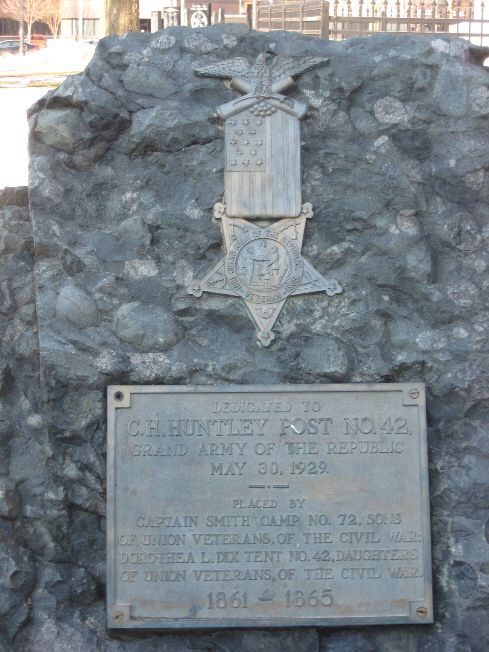 DEDICATED TO
C.H. HUNTLEY POST NO. 42,
GRAND ARMY OF THE REPUBLIC
MAY 30, 1929.
PLACED BY
CAPTAIN SMITH CAMP NO. 72, SONS
OF UNION VETERANS, OF THE CIVIL WAR:
DOROTHEA L. DIX TENT NO. 42, DAUGHTERS
OF UNION VETERANS, OF THE CIVIL WAR.
1861 - 1865